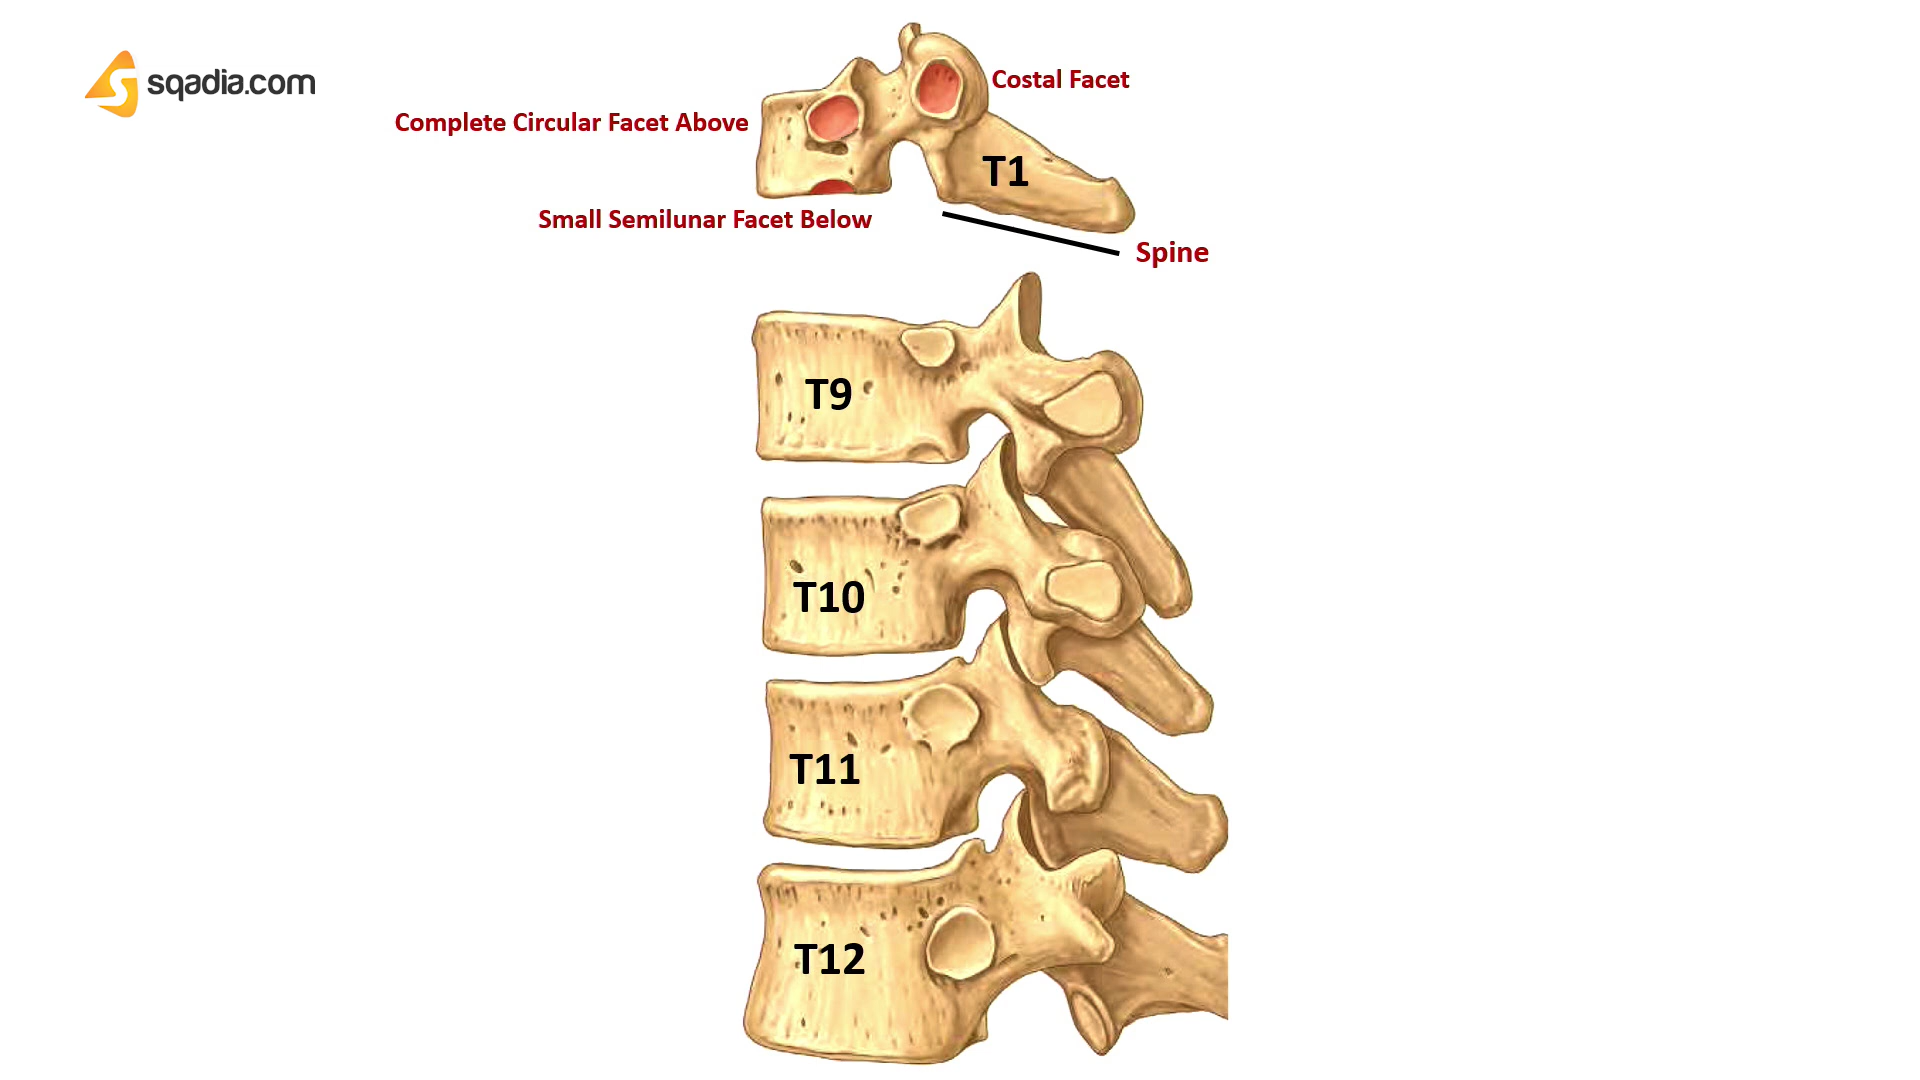 sqadia.com
Costal Facet
Complete Circular Facet Above
T1
Small Semilunar Facet Below
Spine
T9
T10
T11
T12